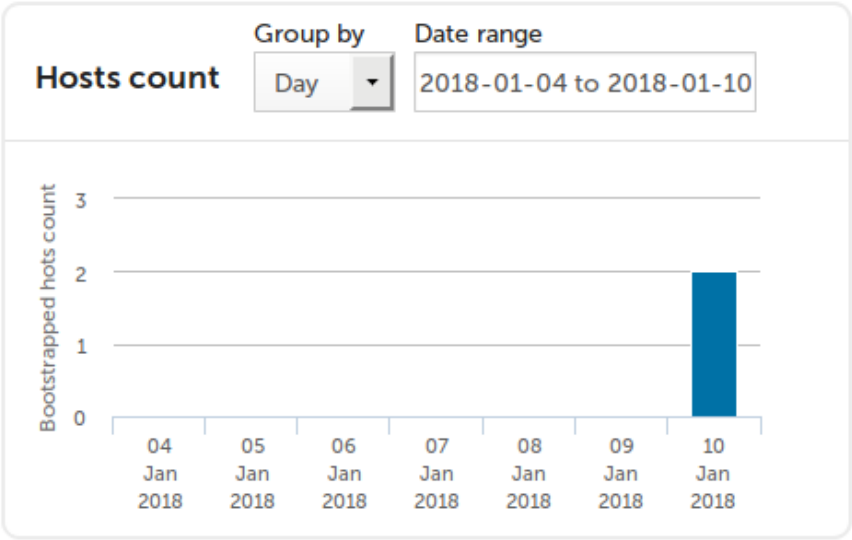 Group by Date range
Hosts count Day 2018-01-04 to 2018-01-10
Bootstrapped hots count
3
2
1
0
04 Jan 2018
05 Jan 2018
06 Jan 2018
07 Jan 2018
08 Jan 2018
09 Jan 2018
10 Jan 2018